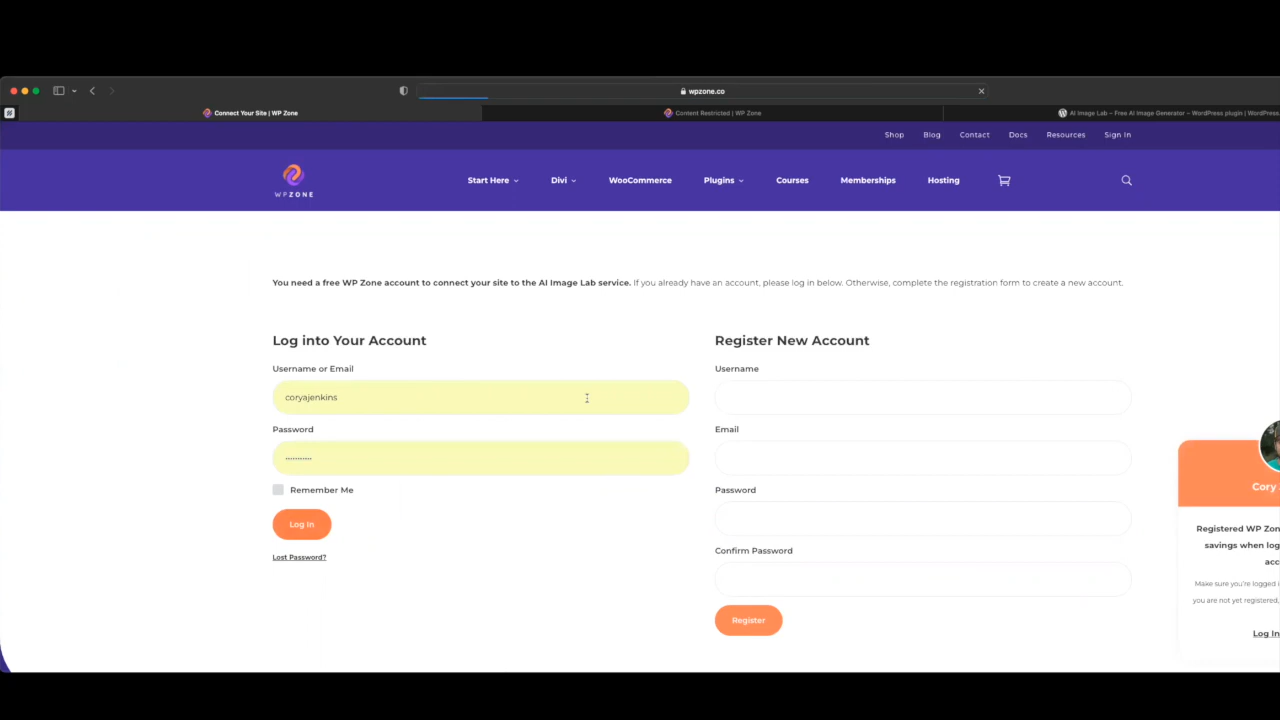 wpzone.co
Connect Your Site | WP Zone
Content Restricted | WP Zone
AI Image Lab – Free AI Image Generator – WordPress plugin | WordPress.
Shop Blog Contact Docs Resources Sign In
WPZONE
Start Here Divi WooCommerce Plugins Courses Memberships Hosting
You need a free WP Zone account to connect your site to the AI Image Lab service. If you already have an account, please log in below. Otherwise, complete the registration form to create a new account.
Log into Your Account
Username or Email
coryajenkins
Password
Remember Me
Log In
Lost Password?
Register New Account
Username
Email
Password
Confirm Password
Register
Cory
Registered WP Zon
savings when log
acc
Make sure you're logged i
you are not yet registered,
Log In